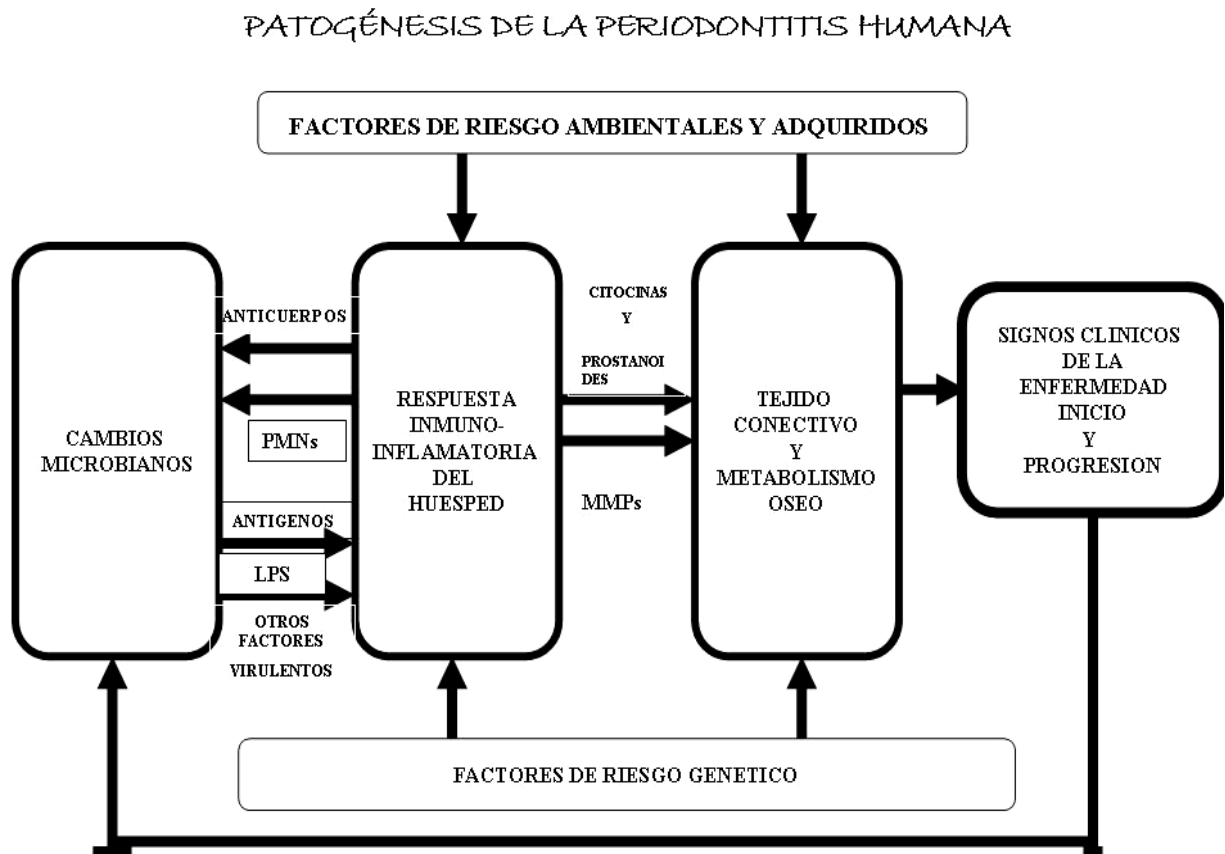 PATOGÉNESIS DE LA PERIODONTITIS HUMANA
FACTORES DE RIESGO AMBIENTALES Y ADQUIRIDOS
CAMBIOS
MICROBIANOS
ANTICUERPOS
PMNs
ANTIGENOS
LPS
OTROS
FACTORES
VIRULENTOS
RESPUESTA
INMUNO-
INFLAMATORIA
DEL
HUESPED
CITOCINAS
Y
PROSTANOI
DES
MMPs
TEJIDO
CONECTIVO
Y
METABOLISMO
OSEO
SIGNOS CLINICOS
DE LA
ENFERMEDAD
INICIO
Y
PROGRESION
FACTORES DE RIESGO GENETICO